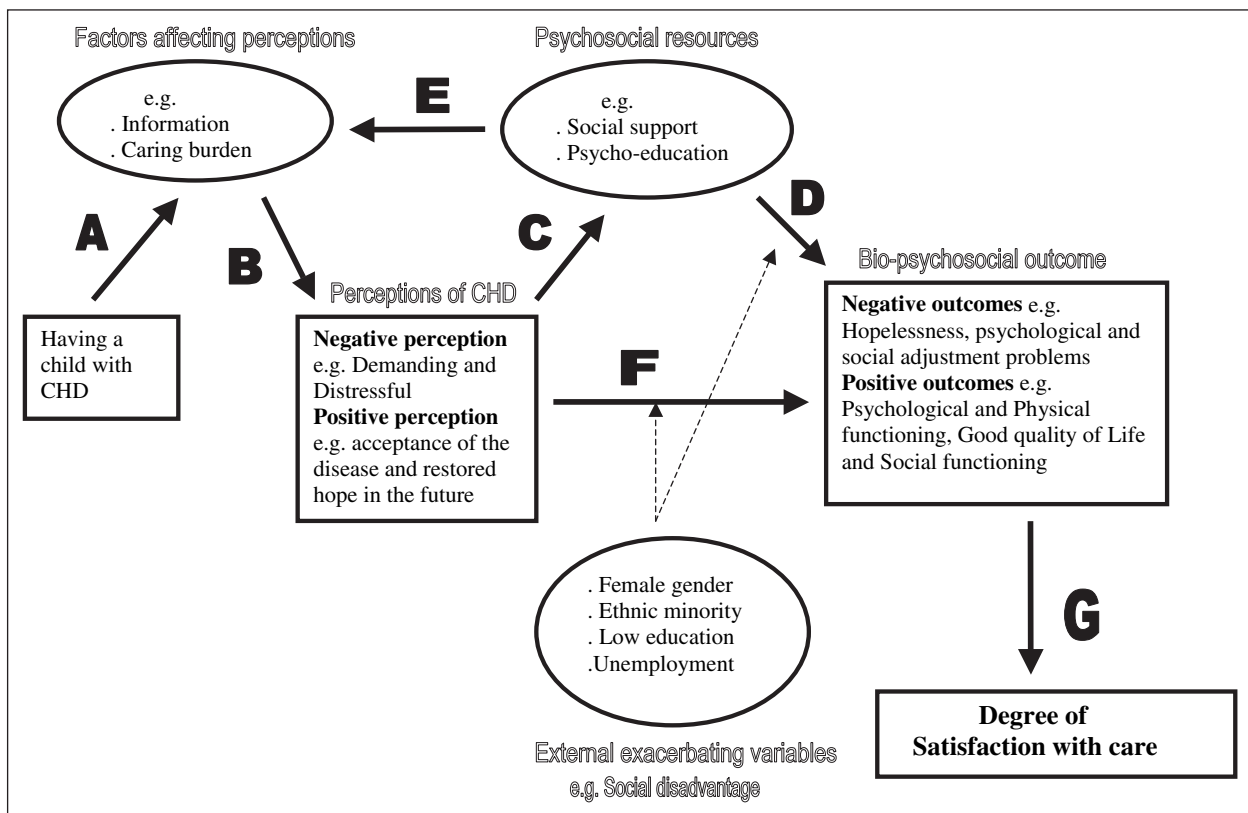 Factors affecting perceptions
Psychosocial resources
e.g.
. Information
. Caring burden
E
e.g.
. Social support
. Psycho-education
A
B
C
D
Having a
child with
CHD
Perceptions of CHD
Negative perception
e.g. Demanding and
Distressful
Positive perception
e.g. acceptance of the
disease and restored
hope in the future
F
Bio-psychosocial outcome
Negative outcomes e.g.
Hopelessness, psychological and
social adjustment problems
Positive outcomes e.g.
Psychological and Physical
functioning, Good quality of Life
and Social functioning
. Female gender
. Ethnic minority
. Low education
.Unemployment
External exacerbating variables
e.g. Social disadvantage
G
Degree of
Satisfaction with care